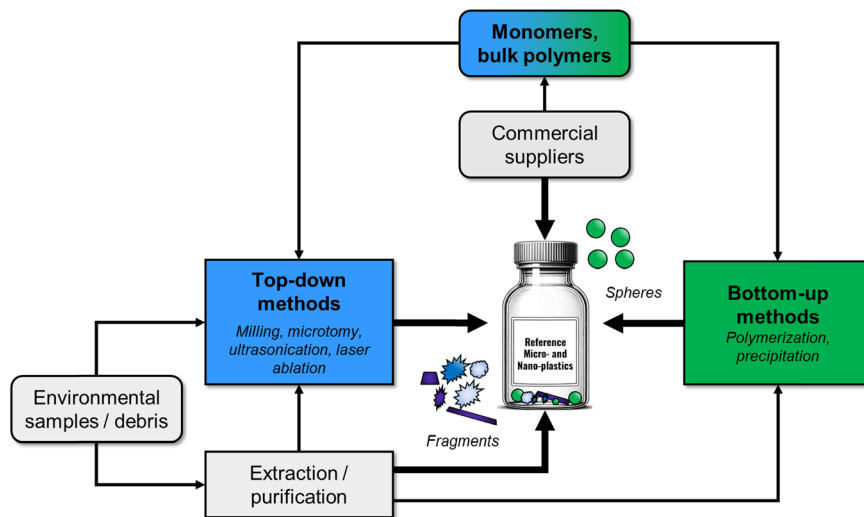 Monomers,
bulk polymers
Commercial
suppliers
Top-down
methods
Milling, microtomy,
ultrasonication, laser
ablation
Spheres
Bottom-up
methods
Polymerization,
precipitation
Reference
Micro- and
Nano-plastics
Environmental
samples / debris
Fragments
Extraction /
purification